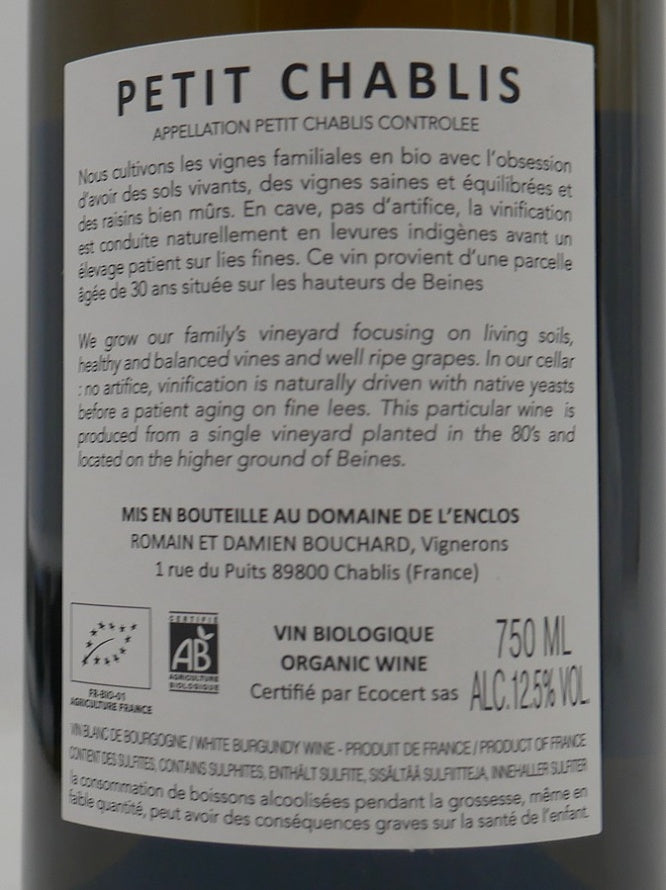 PETIT CHABLIS
APPELLATION PETIT CHABLIS CONTROLEE
Nous cultivons les vignes familiales en bio avec l'obsession
d'avoir des sols vivants, des vignes saines et équilibrées et
des raisins bien mûrs. En cave, pas d'artifice, la vinification
est conduite naturellement en levures indigènes avant un
élevage patient sur lies fines. Ce vin provient d'une parcelle
âgée de 30 ans située sur les hauteurs de Beines
We grow our family's vineyard focusing on living soils,
healthy and balanced vines and well ripe grapes. In our cellar
: no artifice, vinification is naturally driven with native yeasts
before a patient aging on fine lees. This particular wine is
produced from a single vineyard planted in the 80's and
located on the higher ground of Beines.
MIS EN BOUTEILLE AU DOMAINE DE L'ENCLOS
ROMAIN ET DAMIEN BOUCHARD, Vignerons
1 rue du Puits 89800 Chablis (France)
FR-BIO-01
AGRICULTURE FRANCE
CERTIFIÉ
AB
AGRICULTURE
BIOLOGIQUE
VIN BIOLOGIQUE
ORGANIC WINE
Certifié par Ecocert sas
750 ML
ALC.12.5% VOL.
VIN BLANC DE BOURGOGNE / WHITE BURGUNDY WINE - PRODUIT DE FRANCE / PRODUCT OF FRANCE
CONTIENT DES SULFITES, CONTAINS SULPHITES, ENTHÄLT SULFITE, SISÄLTÄÄ SULFIITTEJA, INNEHALLER SULFITER
la consommation de boissons alcoolisées pendant la grossesse, même en
faible quantité, peut avoir des conséquences graves sur la santé de l'enfant.